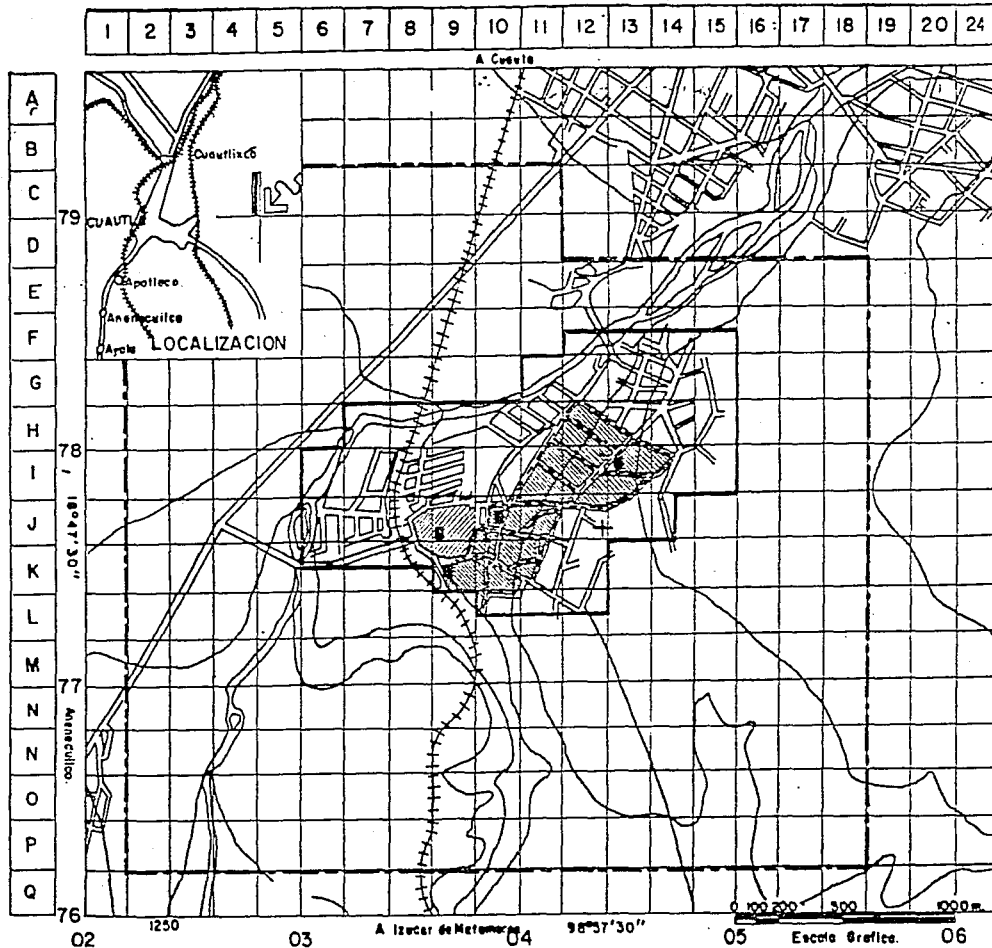 1 2 3 4 5 6 7 8 9 10 11 12 13 14 15 16 17 18 19 20 24
A Cuautla
A
B
C
D
E
F
G
H
I
J
K
L
M
N
N
O
P
Q
Cuautlixco
CUAUTLA
Apatlaco.
Anenecuilco
Ayala
LOCALIZACION
79
78
18°47'30"
77
Anenecuilco.
76
02
1250
03
A Izucar de Matamoros
04
98°57'30"
05
06
0 100 200 500 1000 m.
Escala Grafica.